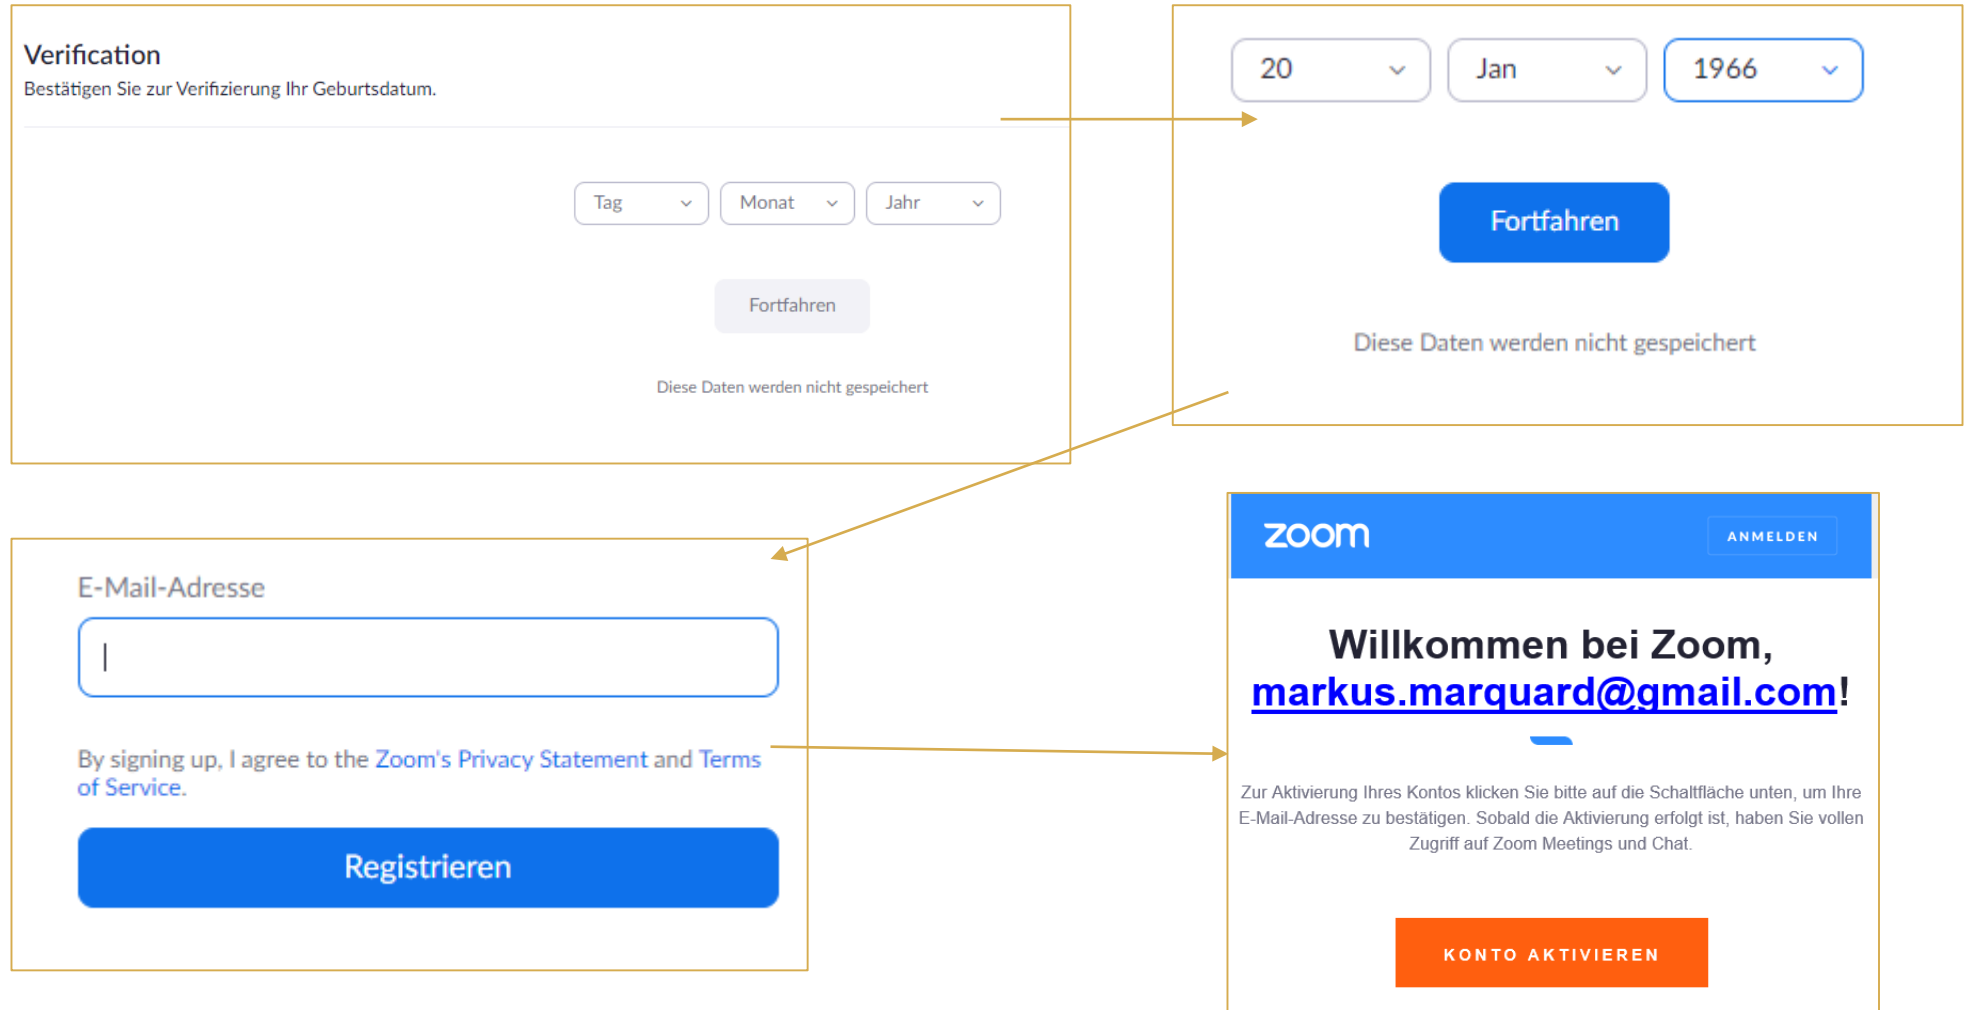 Verification
Bestätigen Sie zur Verifizierung Ihr Geburtsdatum.
Tag Monat Jahr
Fortfahren
Diese Daten werden nicht gespeichert
20 Jan 1966
Fortfahren
Diese Daten werden nicht gespeichert
E-Mail-Adresse
By signing up, I agree to the Zoom's Privacy Statement and Terms
of Service.
Registrieren
zoom
ANMELDEN
Willkommen bei Zoom,
markus.marquard@gmail.com!
Zur Aktivierung Ihres Kontos klicken Sie bitte auf die Schaltfläche unten, um Ihre
E-Mail-Adresse zu bestätigen. Sobald die Aktivierung erfolgt ist, haben Sie vollen
Zugriff auf Zoom Meetings und Chat.
KONTO AKTIVIEREN